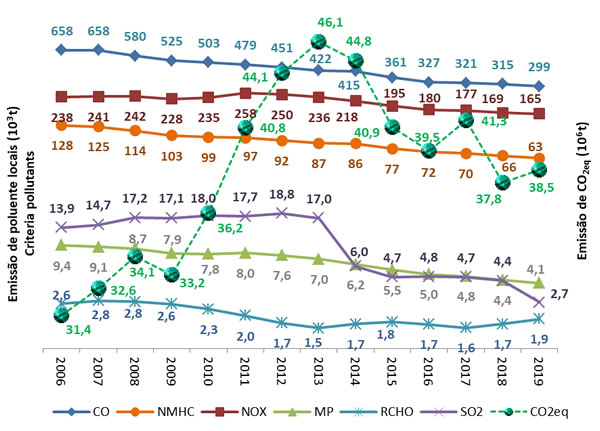 Emissão de poluente locais (10³t)
Criteria pollutants
Emissão de CO2eq (10⁶t)
658 658 580 525 503 479 451 422 415 361 327 321 315 299
46,1 44,8
44,1
40,8 40,9 39,5 41,3 37,8 38,5
238 241 242 228 235 258 250 236 218 195 180 177 169 165
128 125 114 103 99 97 92 87 86 77 72 70 66 63
36,2
13,9 14,7 17,2 17,1 18,0 17,7 18,8 17,0 6,0 4,7 4,8 4,7 4,4 2,7
9,4 9,1 8,7 7,9 7,8 8,0 7,6 7,0 6,2 5,5 5,0 4,8 4,4 4,1
31,4 32,6 34,1 33,2
2,6 2,8 2,8 2,6 2,3 2,0 1,7 1,5 1,7 1,8 1,7 1,6 1,7 1,9
2006 2007 2008 2009 2010 2011 2012 2013 2014 2015 2016 2017 2018 2019
CO NMHC NOX MP RCHO SO2 CO2eq